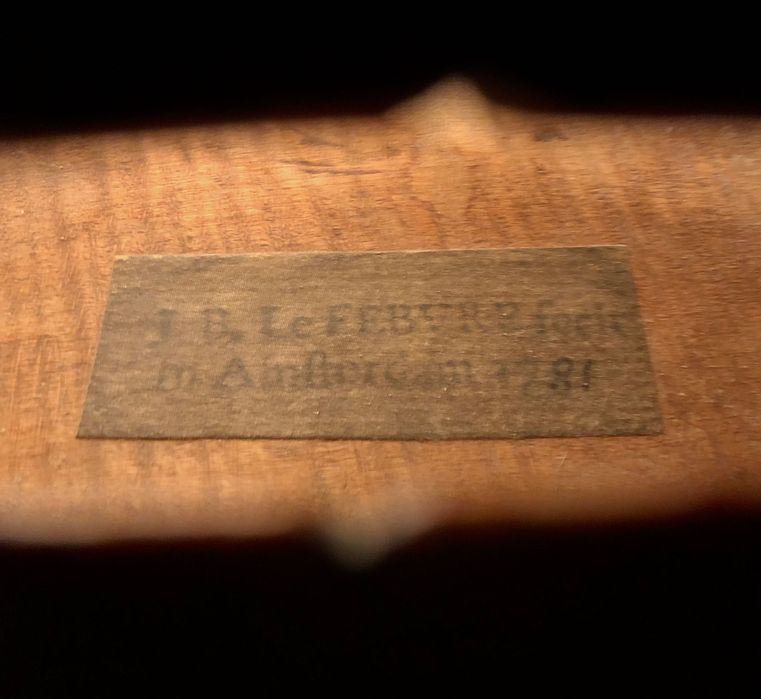 J. B. Le FEBVRE fecit
in Amſterdam 1781